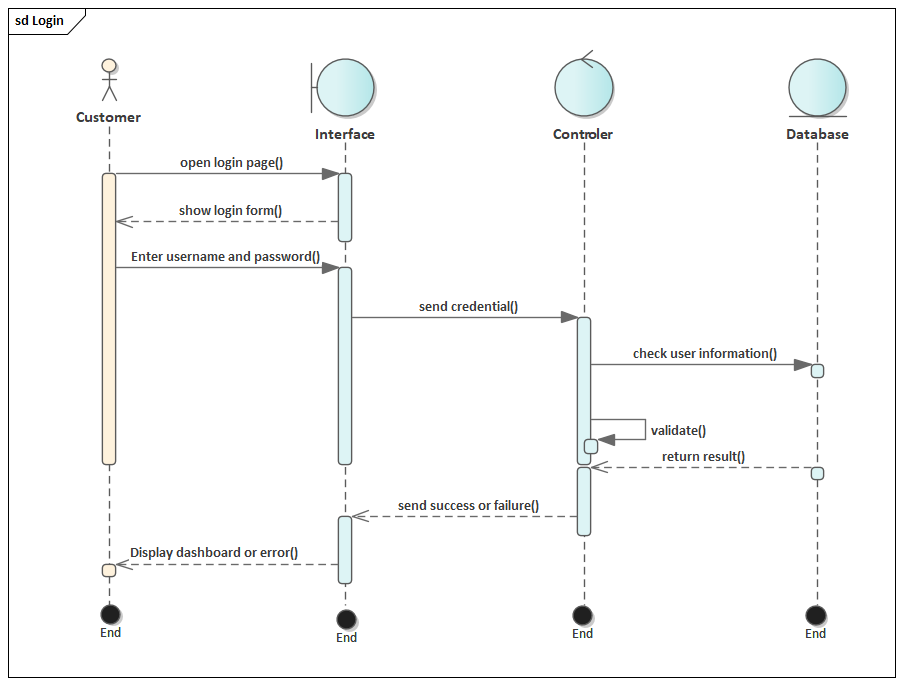 sd Login
Customer
Interface
Controler
Database
open login page()
show login form()
Enter username and password()
send credential()
check user information()
validate()
return result()
send success or failure()
Display dashboard or error()
End
End
End
End